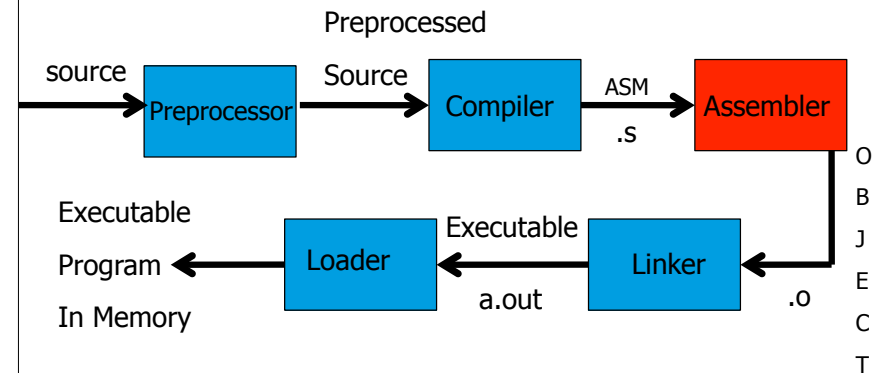 Preprocessed
source
Source
Preprocessor
Compiler
ASM
.s
Assembler
O
B
J
E
C
T
Executable
Program
In Memory
Loader
Executable
a.out
Linker
.o